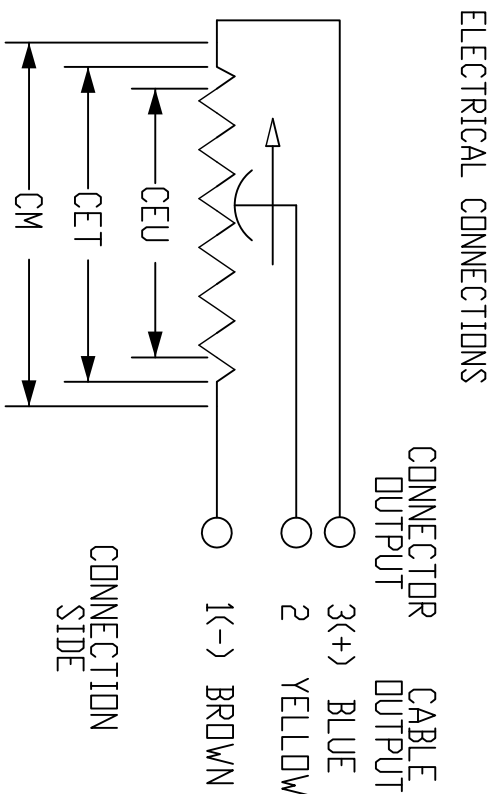 ELECTRICAL CONNECTIONS
CONNECTOR
OUTPUT
CABLE
OUTPUT
3(+) BLUE
2 YELLOW
1(-) BROWN
CEU
CET
CM
CONNECTION
SIDE